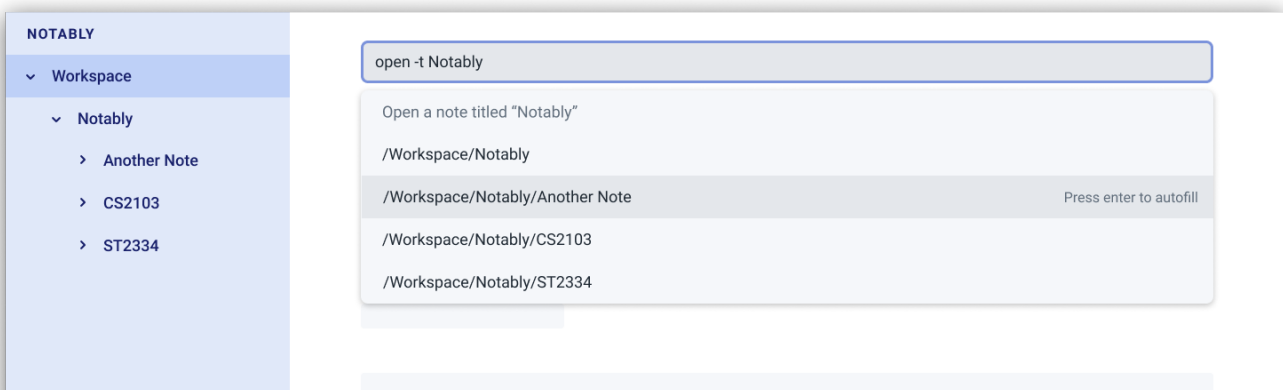 NOTABLY
Workspace
Notably
Another Note
CS2103
ST2334
open -t Notably
Open a note titled “Notably”
/Workspace/Notably
/Workspace/Notably/Another Note Press enter to autofill
/Workspace/Notably/CS2103
/Workspace/Notably/ST2334